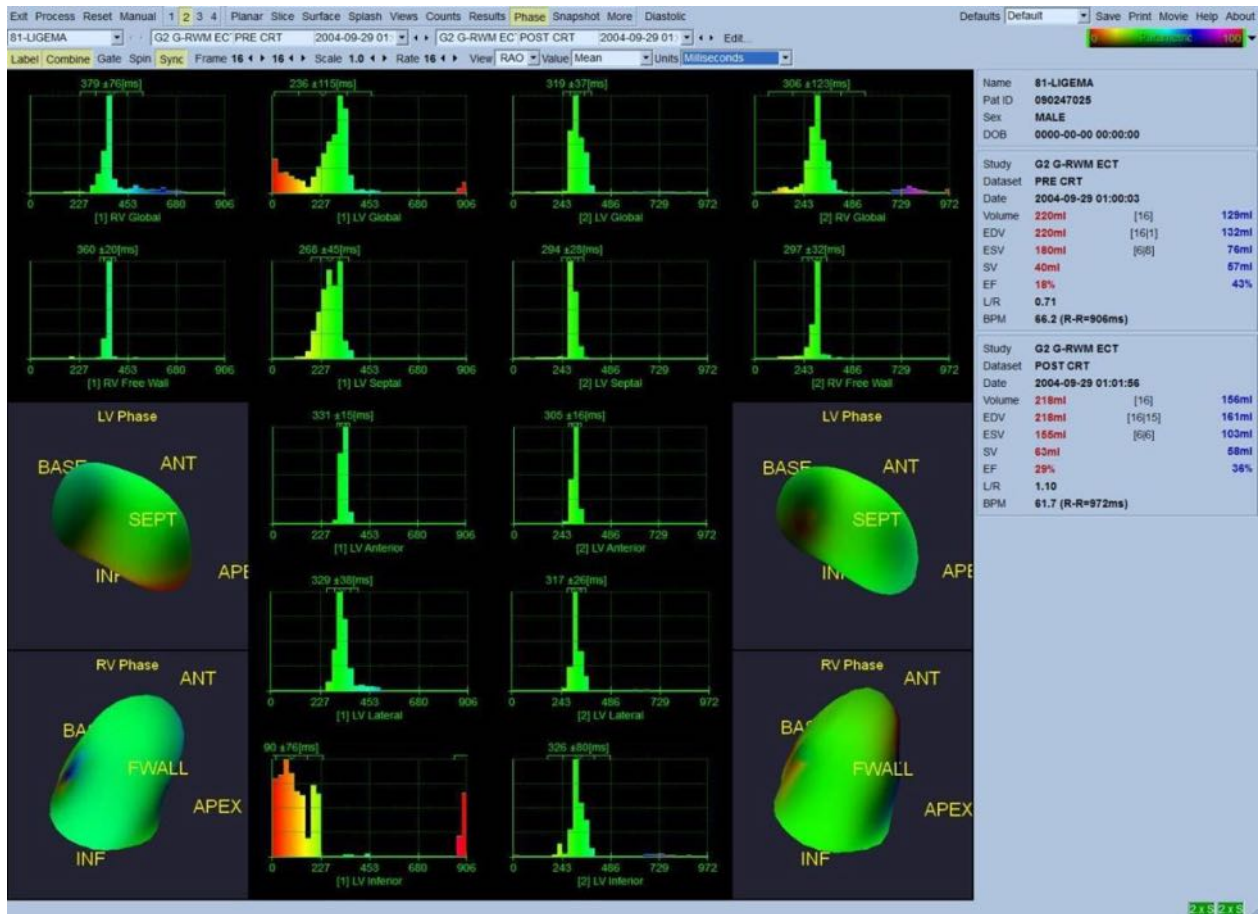 Exit Process Reset Manual 1 2 3 4 Planar Slice Surface Splash Views Counts Results Phase Snapshot More Diastolic Defaults Default Save Print Movie Help About
81-LIGEMA G2 G-RWM EC PRE CRT 2004-09-29 01: G2 G-RWM EC POST CRT 2004-09-29 01: Edit... 0 100
Label Combine Gate Spin Sync Frame 16 16 Scale 1.0 Rate 16 View RAO Value Mean Units Milliseconds
379 ±76[ms] 236 ±115[ms] 319 ±37[ms] 306 ±123[ms]
0 227 453 680 906 0 227 453 680 906 0 243 486 729 972 0 243 486 729 972
[1] RV Global [1] LV Global [2] LV Global [2] RV Global
360 ±20[ms] 268 ±45[ms] 294 ±28[ms] 297 ±32[ms]
0 227 453 680 906 0 227 453 680 906 0 243 486 729 972 0 243 486 729 972
[1] RV Free Wall [1] LV Septal [2] LV Septal [2] RV Free Wall
LV Phase
BASE ANT
SEPT
INF APE
331 ±15[ms] 305 ±16[ms]
0 227 453 680 906 0 243 486 729 972
[1] LV Anterior [2] LV Anterior
LV Phase
BASE ANT
SEPT
INF APE
329 ±38[ms] 317 ±26[ms]
0 227 453 680 906 0 243 486 729 972
[1] LV Lateral [2] LV Lateral
RV Phase
ANT
BAS
FWALL
APEX
INF
90 ±76[ms] 326 ±80[ms]
0 227 453 680 906 0 243 486 729 972
[1] LV Inferior [2] LV Inferior
RV Phase
ANT
BAS
FWALL
APEX
INF
Name 81-LIGEMA
Pat ID 090247025
Sex MALE
DOB 0000-00-00 00:00:00
Study G2 G-RWM ECT
Dataset PRE CRT
Date 2004-09-29 01:00:03
Volume 220ml [16] 129ml
EDV 220ml [16|1] 132ml
ESV 180ml [6|8] 76ml
SV 40ml 57ml
EF 18% 43%
L/R 0.71
BPM 66.2 (R-R=906ms)
Study G2 G-RWM ECT
Dataset POST CRT
Date 2004-09-29 01:01:56
Volume 218ml [16] 156ml
EDV 218ml [16|15] 161ml
ESV 155ml [6|6] 103ml
SV 63ml 58ml
EF 29% 36%
L/R 1.10
BPM 61.7 (R-R=972ms)
2 x S 2 x S